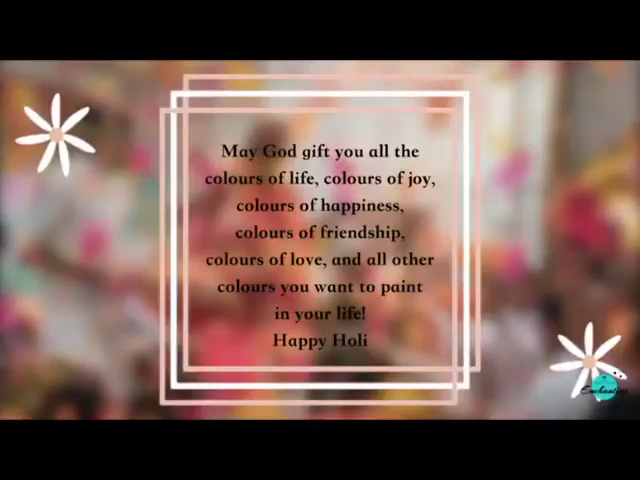 May God gift you all the
colours of life, colours of joy,
colours of happiness,
colours of friendship,
colours of love, and all other
colours you want to paint
in your life!
Happy Holi